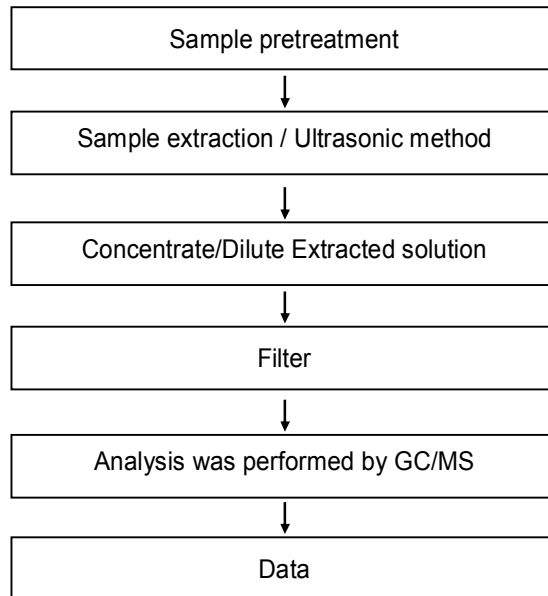 Sample pretreatment
Sample extraction / Ultrasonic method
Concentrate/Dilute Extracted solution
Filter
Analysis was performed by GC/MS
Data